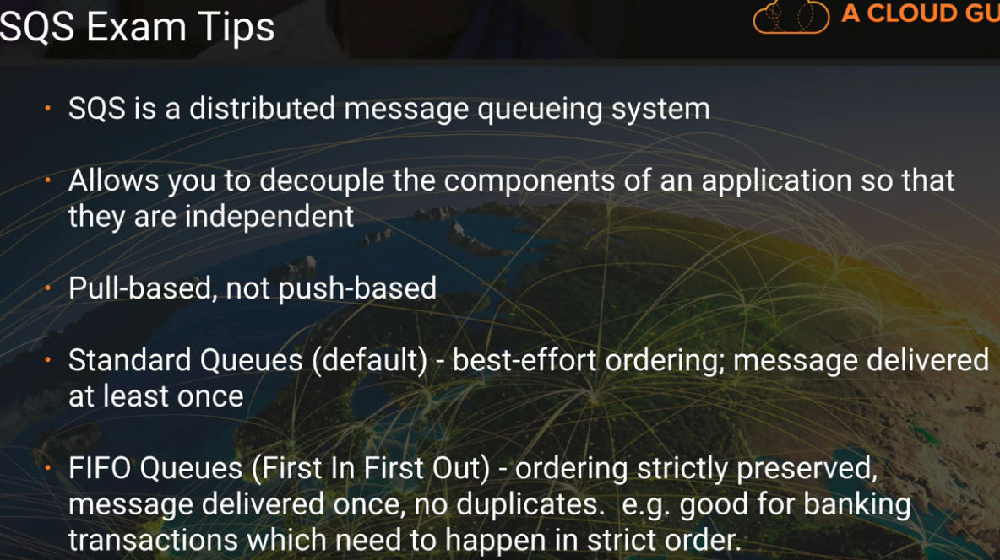 SQS Exam Tips
A CLOUD GU
• SQS is a distributed message queueing system
• Allows you to decouple the components of an application so that
they are independent
• Pull-based, not push-based
• Standard Queues (default) - best-effort ordering; message delivered
at least once
• FIFO Queues (First In First Out) - ordering strictly preserved,
message delivered once, no duplicates.  e.g. good for banking
transactions which need to happen in strict order.